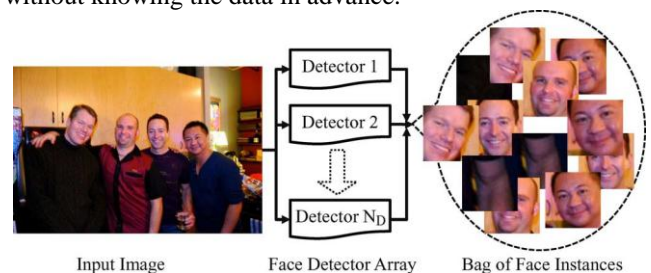 without knowing the data in advance.
Detector 1
Detector 2
Detector N_D
Input Image
Face Detector Array
Bag of Face Instances